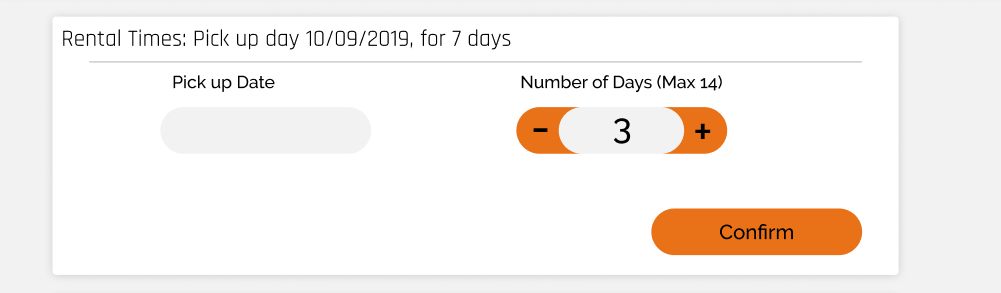 Rental Times: Pick up day 10/09/2019, for 7 days
Pick up Date
Number of Days (Max 14)
- 3 +
Confirm